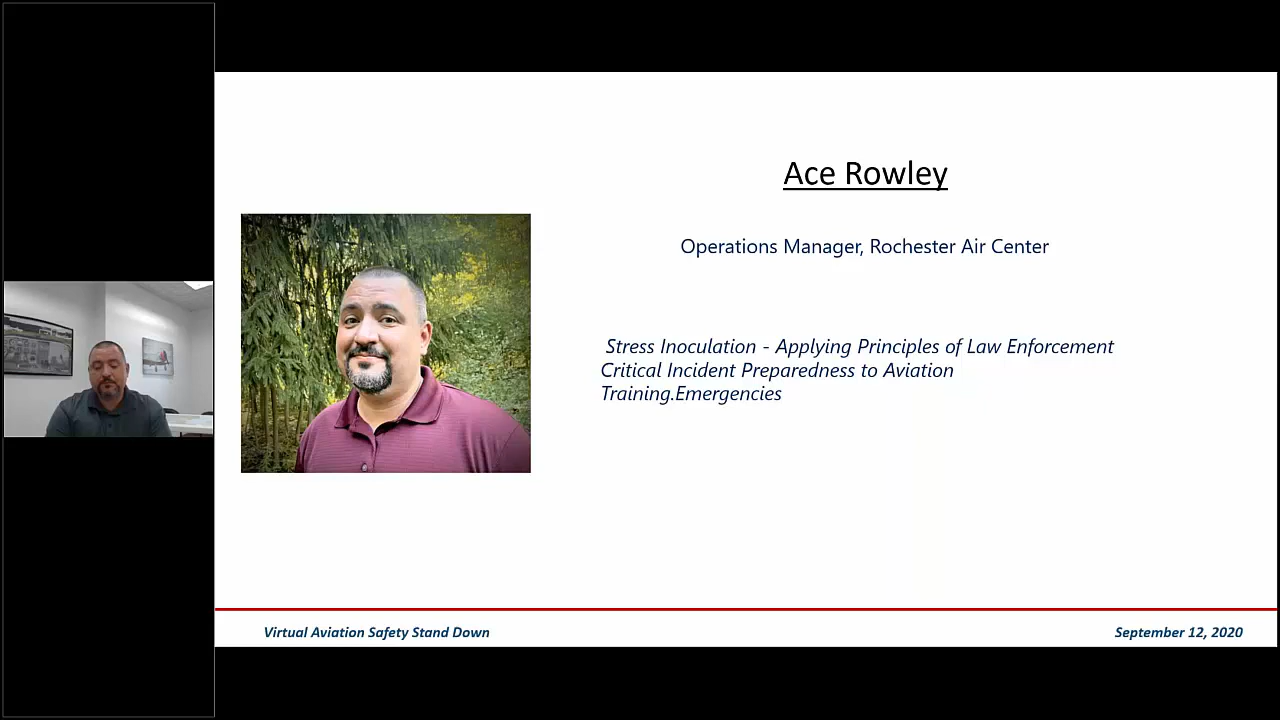 Ace Rowley
Operations Manager, Rochester Air Center
Stress Inoculation - Applying Principles of Law Enforcement
Critical Incident Preparedness to Aviation
Training.Emergencies
Virtual Aviation Safety Stand Down
September 12, 2020